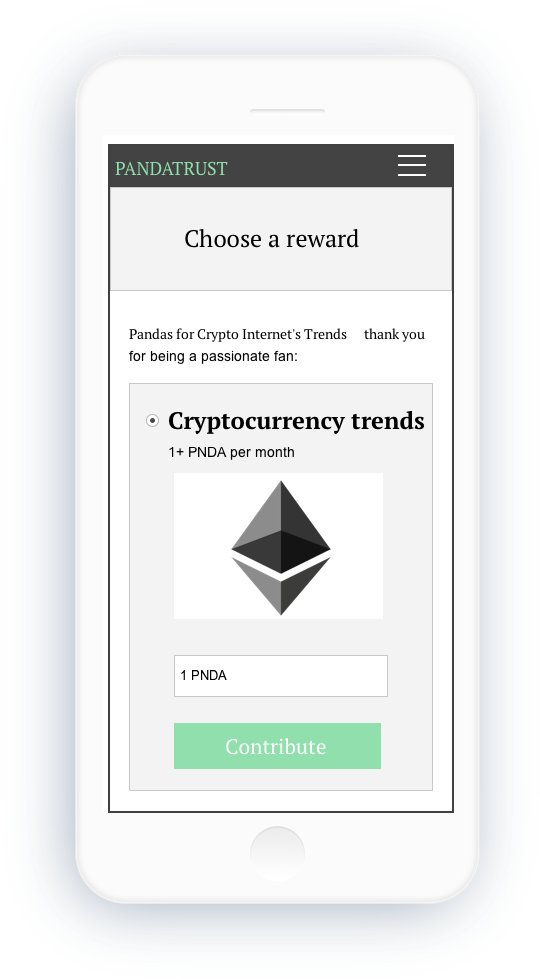 PANDATRUST
Choose a reward
Pandas for Crypto Internet's Trends thank you
for being a passionate fan:
Cryptocurrency trends
1+ PNDA per month
1 PNDA
Contribute